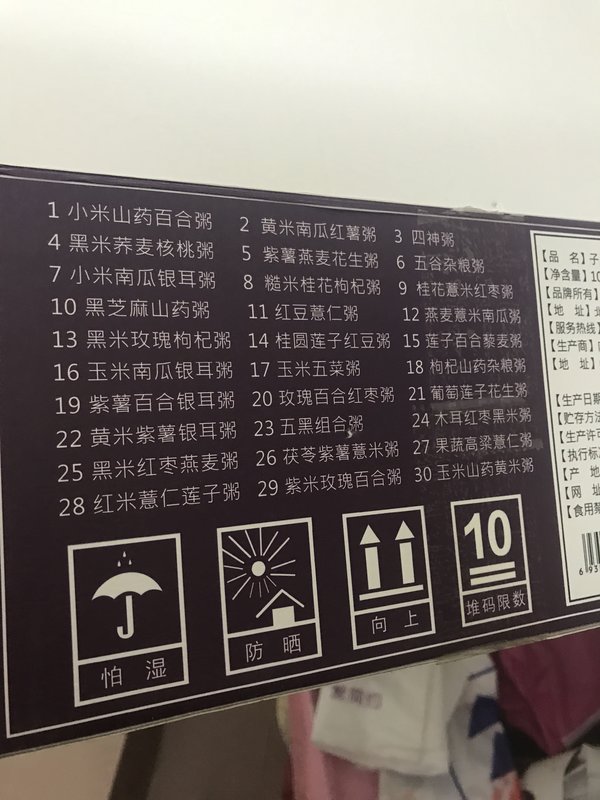 1 小米山药百合粥 2 黄米南瓜红薯粥 3 四神粥
4 黑米荞麦核桃粥 5 紫薯燕麦花生粥 6 五谷杂粮粥
7 小米南瓜银耳粥 8 糙米桂花枸杞粥 9 桂花薏米红枣粥
10 黑芝麻山药粥 11 红豆薏仁粥 12 燕麦薏米南瓜粥
13 黑米玫瑰枸杞粥 14 桂圆莲子红豆粥 15 莲子百合藜麦粥
16 玉米南瓜银耳粥 17 玉米五菜粥 18 枸杞山药杂粮粥
19 紫薯百合银耳粥 20 玫瑰百合红枣粥 21 葡萄莲子花生粥
22 黄米紫薯银耳粥 23 五黑组合粥 24 木耳红枣黑米粥
25 黑米红枣燕麦粥 26 茯苓紫薯薏米粥 27 果蔬高粱薏仁粥
28 红米薏仁莲子粥 29 紫米玫瑰百合粥 30 玉米山药黄米粥
怕 湿
防 晒
向 上
10
堆码限数
【品 名】子
【净含量】10
【品牌所有】
【地 址】北
【服务热线】
【生产商】
【地 址】
【生产日期
【贮存方法
【生产许可
【执行标
【产 地
【网 址
【食用
6 93